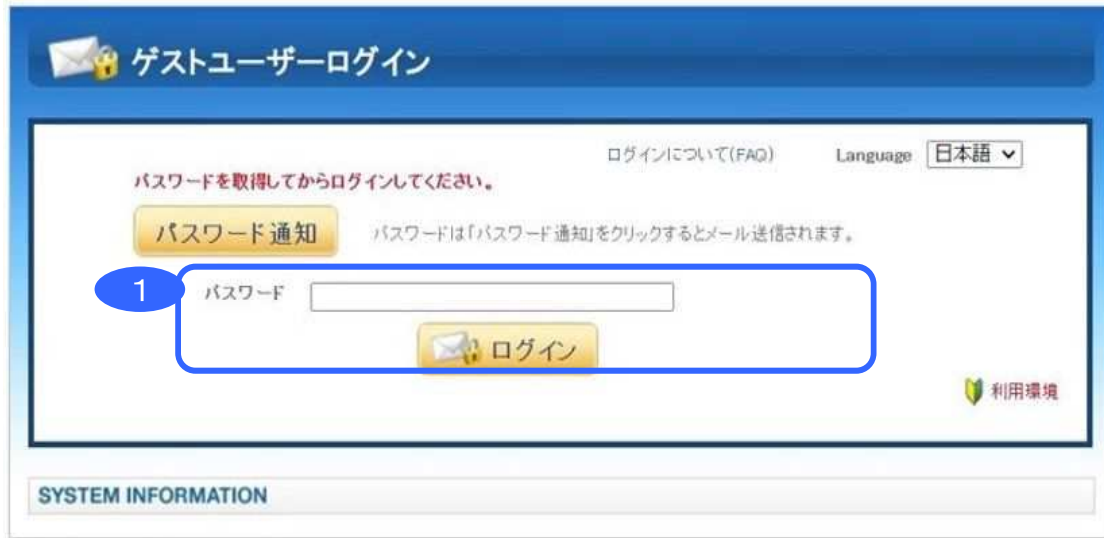 ゲストユーザーログイン
ログインについて(FAQ) Language 日本語
パスワードを取得してからログインしてください。
パスワード通知 パスワードは「パスワード通知」をクリックするとメール送信されます。
1 パスワード
ログイン
利用環境
SYSTEM INFORMATION